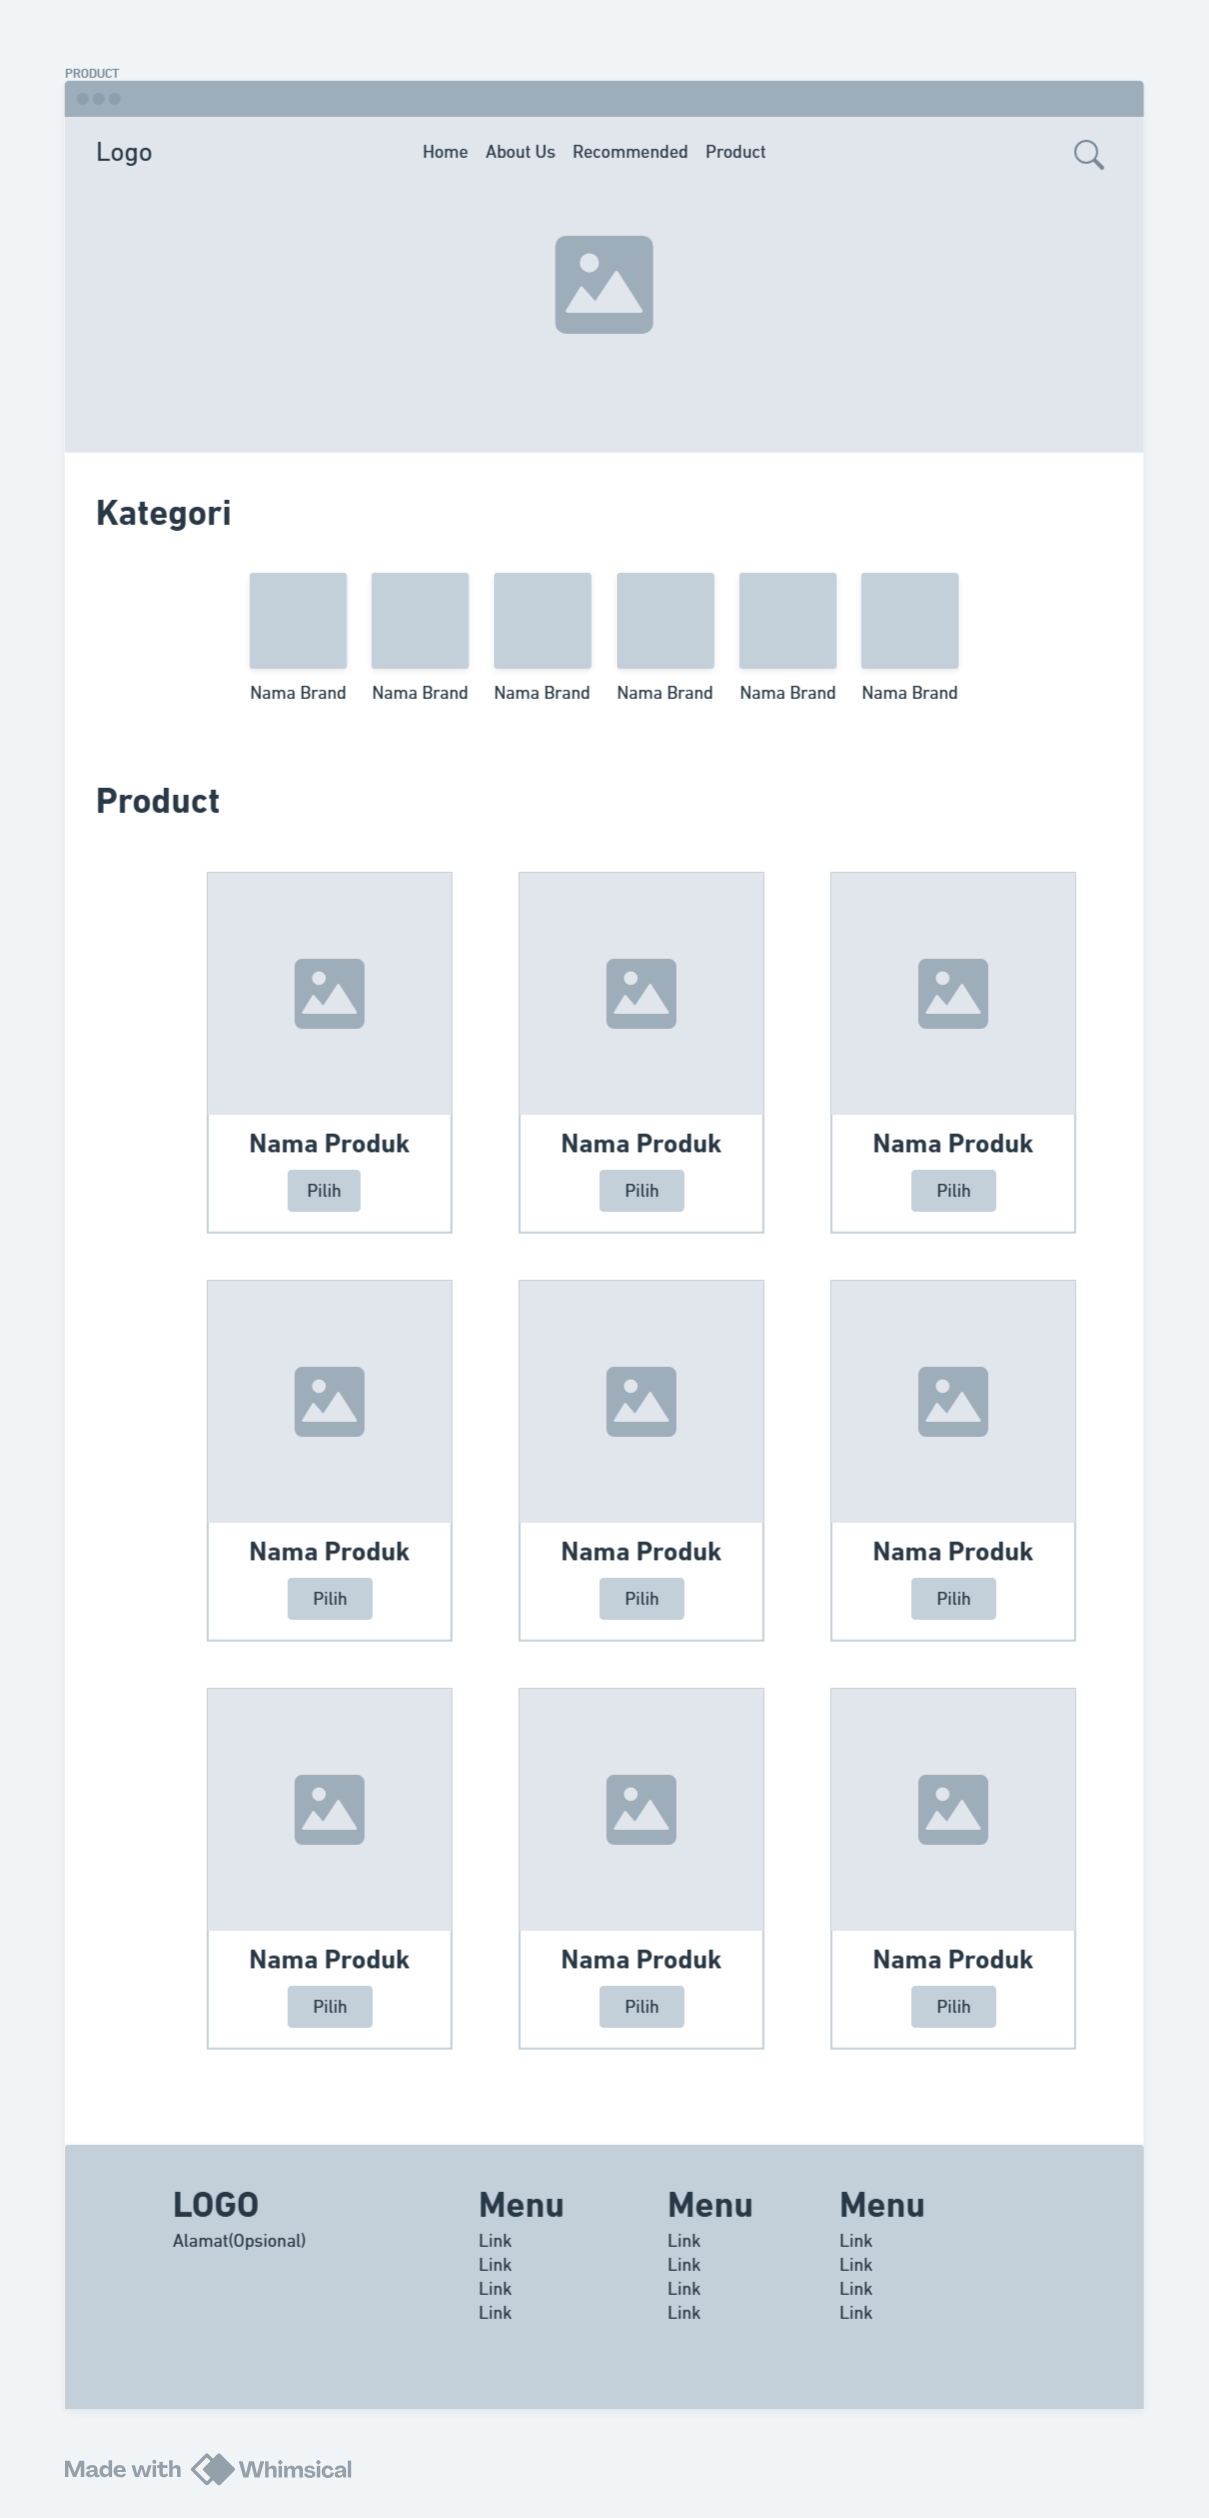 PRODUCT
Logo
Home About Us Recommended Product
Kategori
Nama Brand Nama Brand Nama Brand Nama Brand Nama Brand Nama Brand
Product
Nama Produk Nama Produk Nama Produk
Pilih Pilih Pilih
Nama Produk Nama Produk Nama Produk
Pilih Pilih Pilih
Nama Produk Nama Produk Nama Produk
Pilih Pilih Pilih
LOGO Menu Menu Menu
Alamat(Opsional) Link Link Link
Link Link Link
Link Link Link
Link Link Link
Made with Whimsical